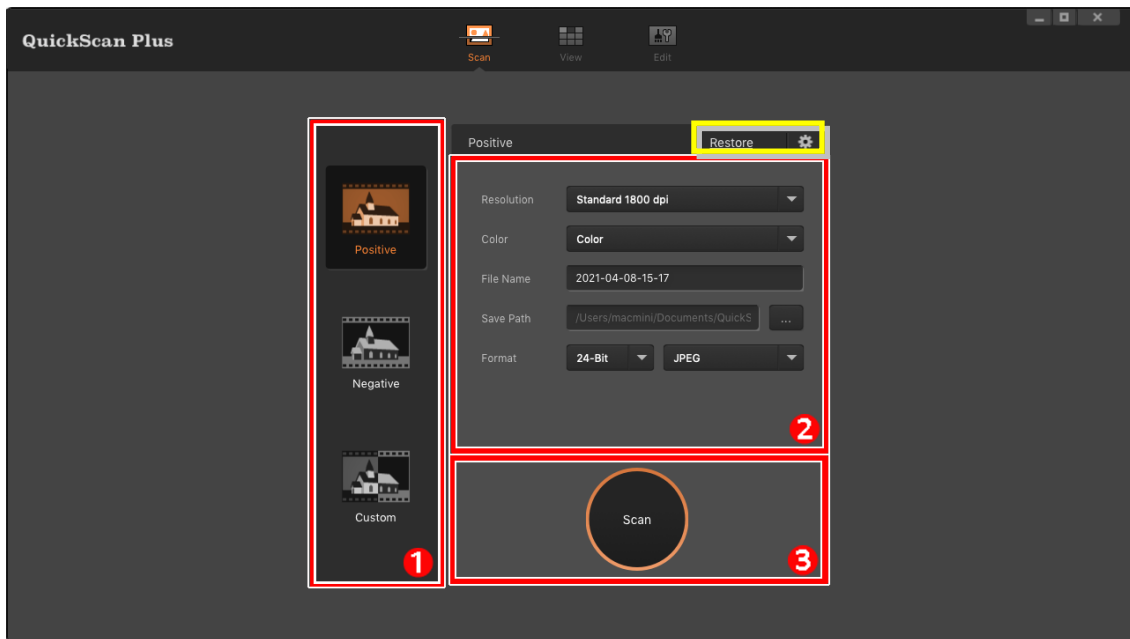 QuickScan Plus
Scan
View
Edit
Positive
Negative
Custom
1
Positive
Restore
Resolution
Standard 1800 dpi
Color
Color
File Name
2021-04-08-15-17
Save Path
/Users/macmini/Documents/QuickS
...
Format
24-Bit
JPEG
2
Scan
3